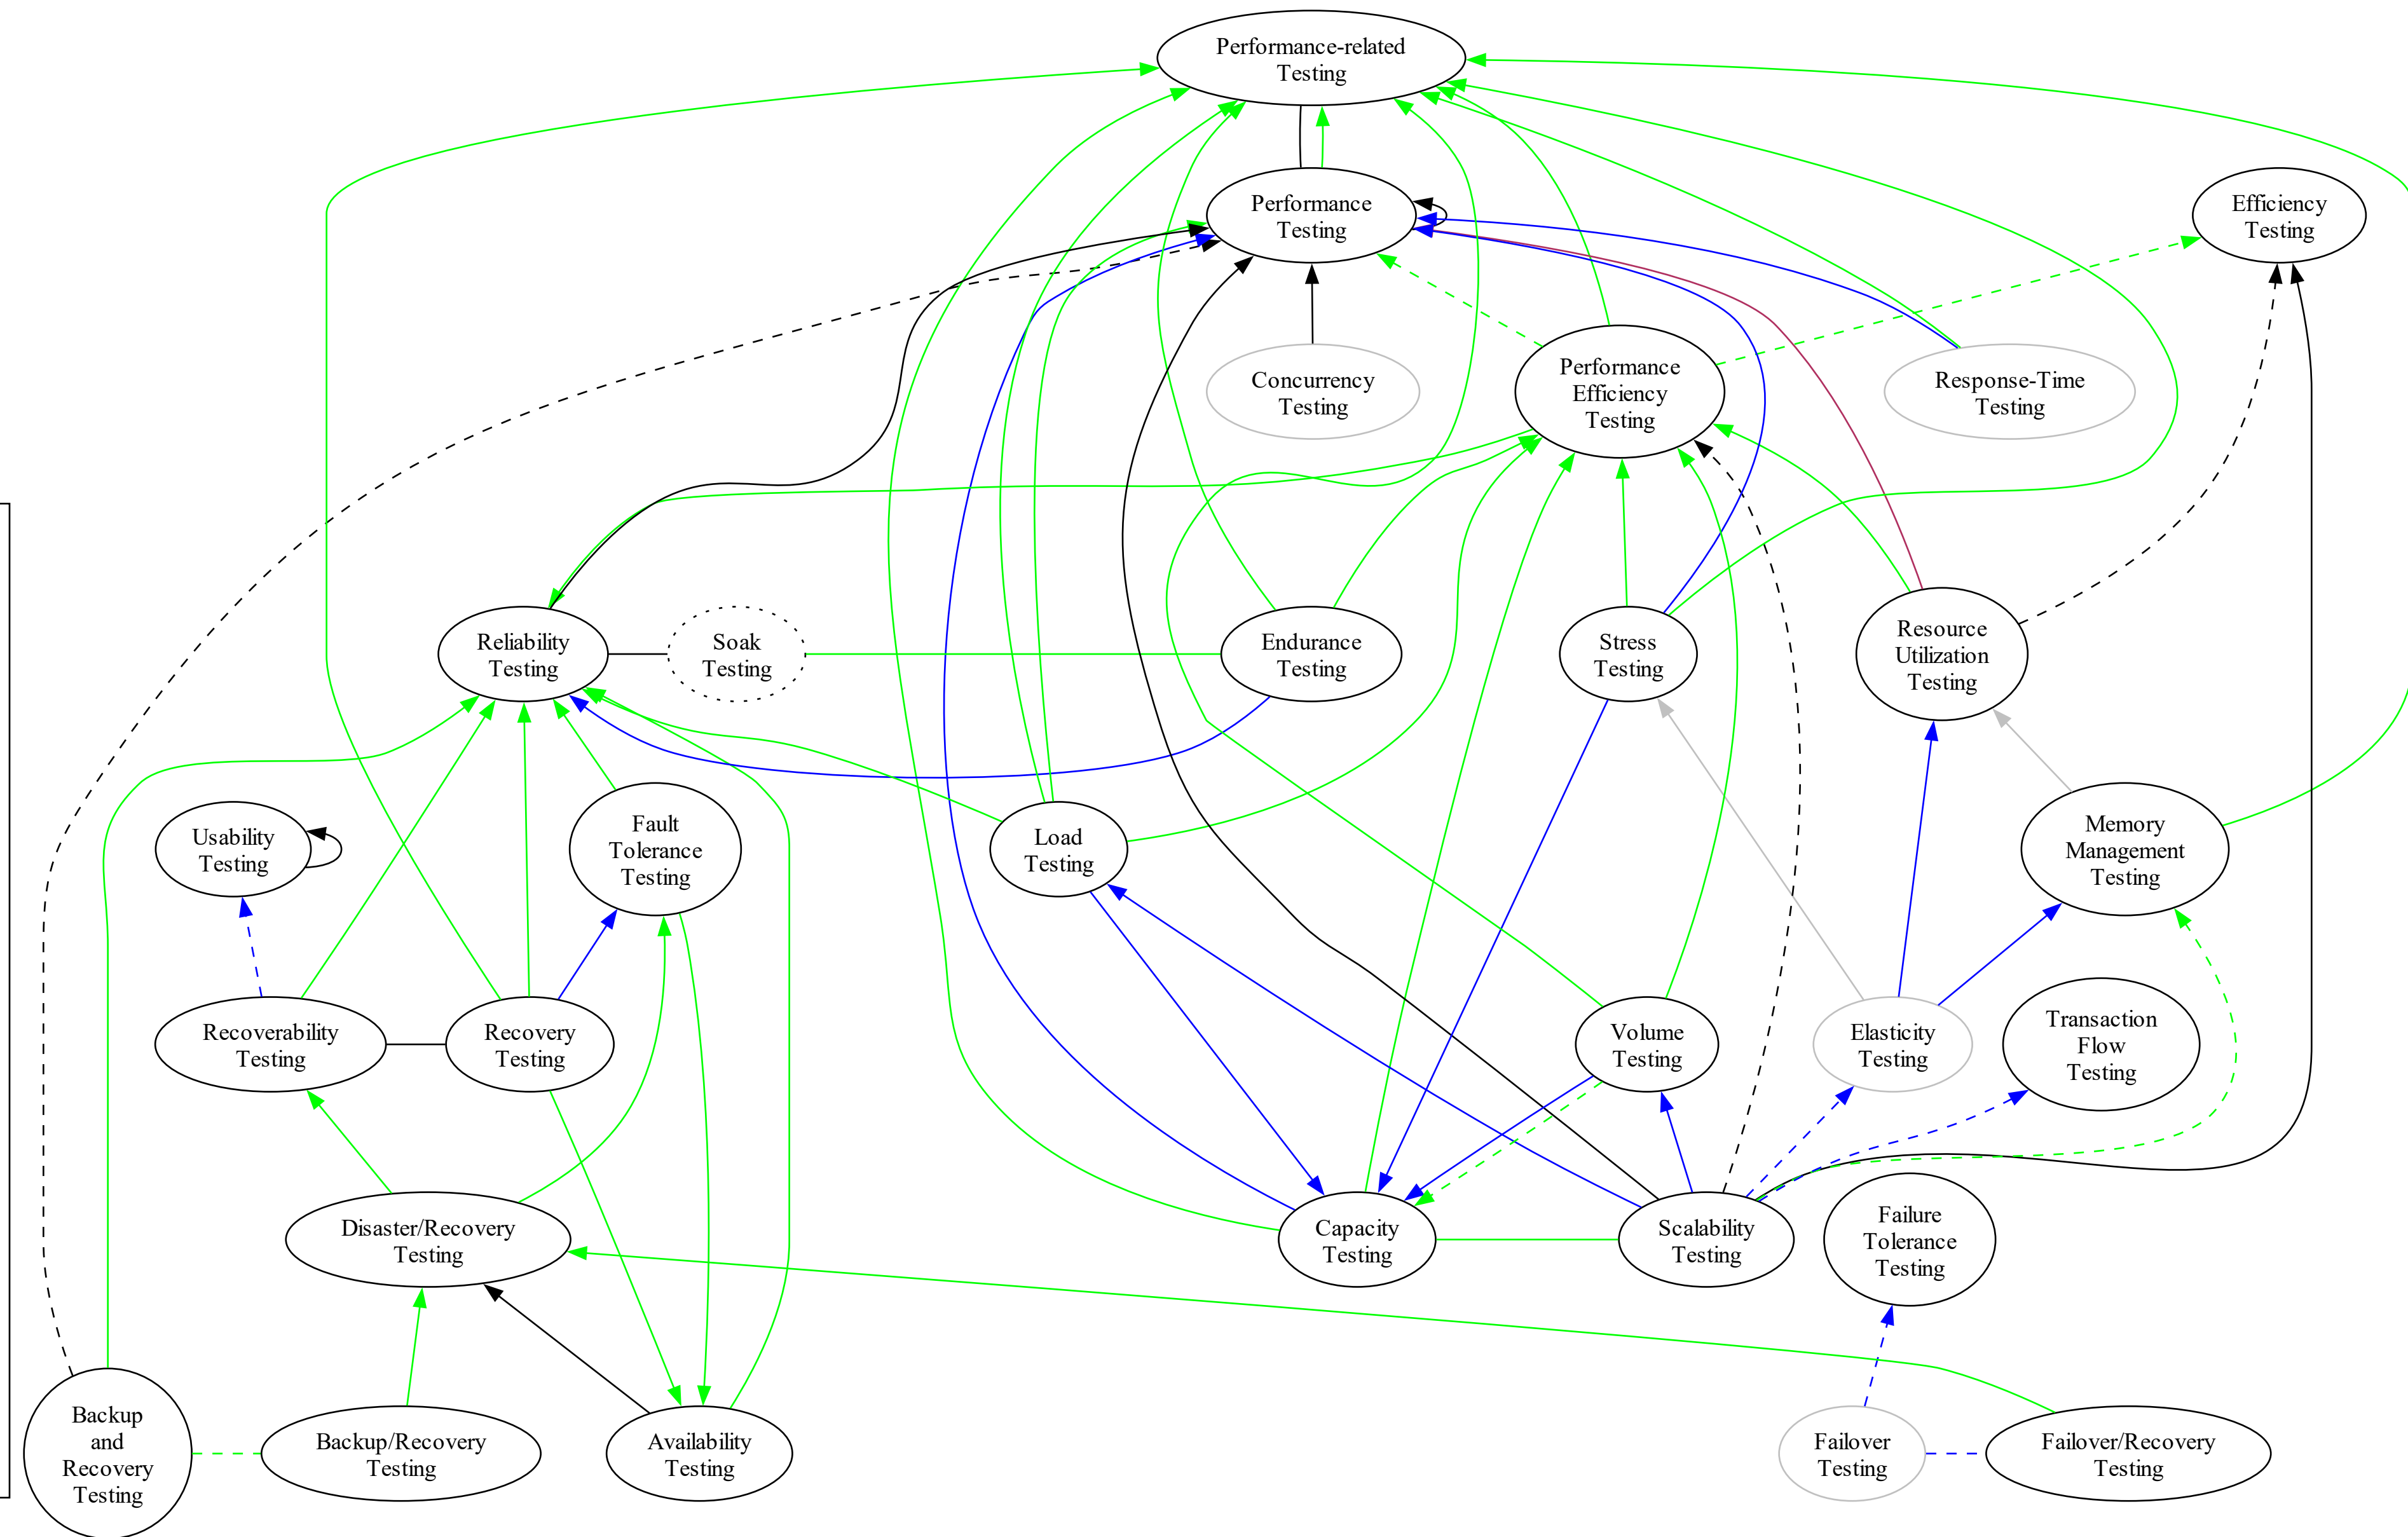 Performance-related
Testing
Performance
Testing
Efficiency
Testing
Concurrency
Testing
Performance
Efficiency
Testing
Response-Time
Testing
Reliability
Testing
Soak
Testing
Endurance
Testing
Stress
Testing
Resource
Utilization
Testing
Usability
Testing
Fault
Tolerance
Testing
Load
Testing
Memory
Management
Testing
Recoverability
Testing
Recovery
Testing
Volume
Testing
Elasticity
Testing
Transaction
Flow
Testing
Disaster/Recovery
Testing
Capacity
Testing
Scalability
Testing
Failure
Tolerance
Testing
Backup
and
Recovery
Testing
Backup/Recovery
Testing
Availability
Testing
Failover
Testing
Failover/Recovery
Testing